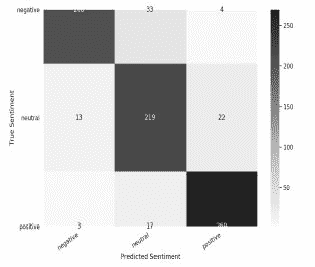 negative 33 4
250
200
150
neutral 13 219 22
100
50
positive 3 17
negative neutral positive
True Sentiment
Predicted Sentiment